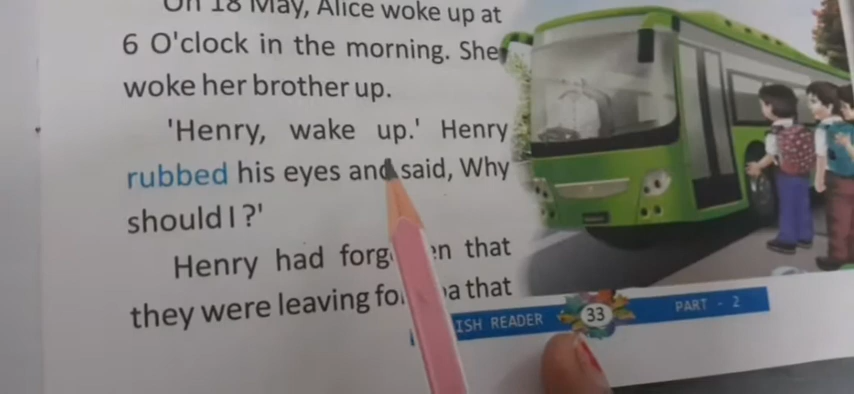 On 18 May, Alice woke up at
6 O'clock in the morning. She
woke her brother up.
'Henry, wake up.' Henry
rubbed his eyes and said, Why
should I ?'
Henry had that
they were leaving that
ISH READER 33 PART - 2